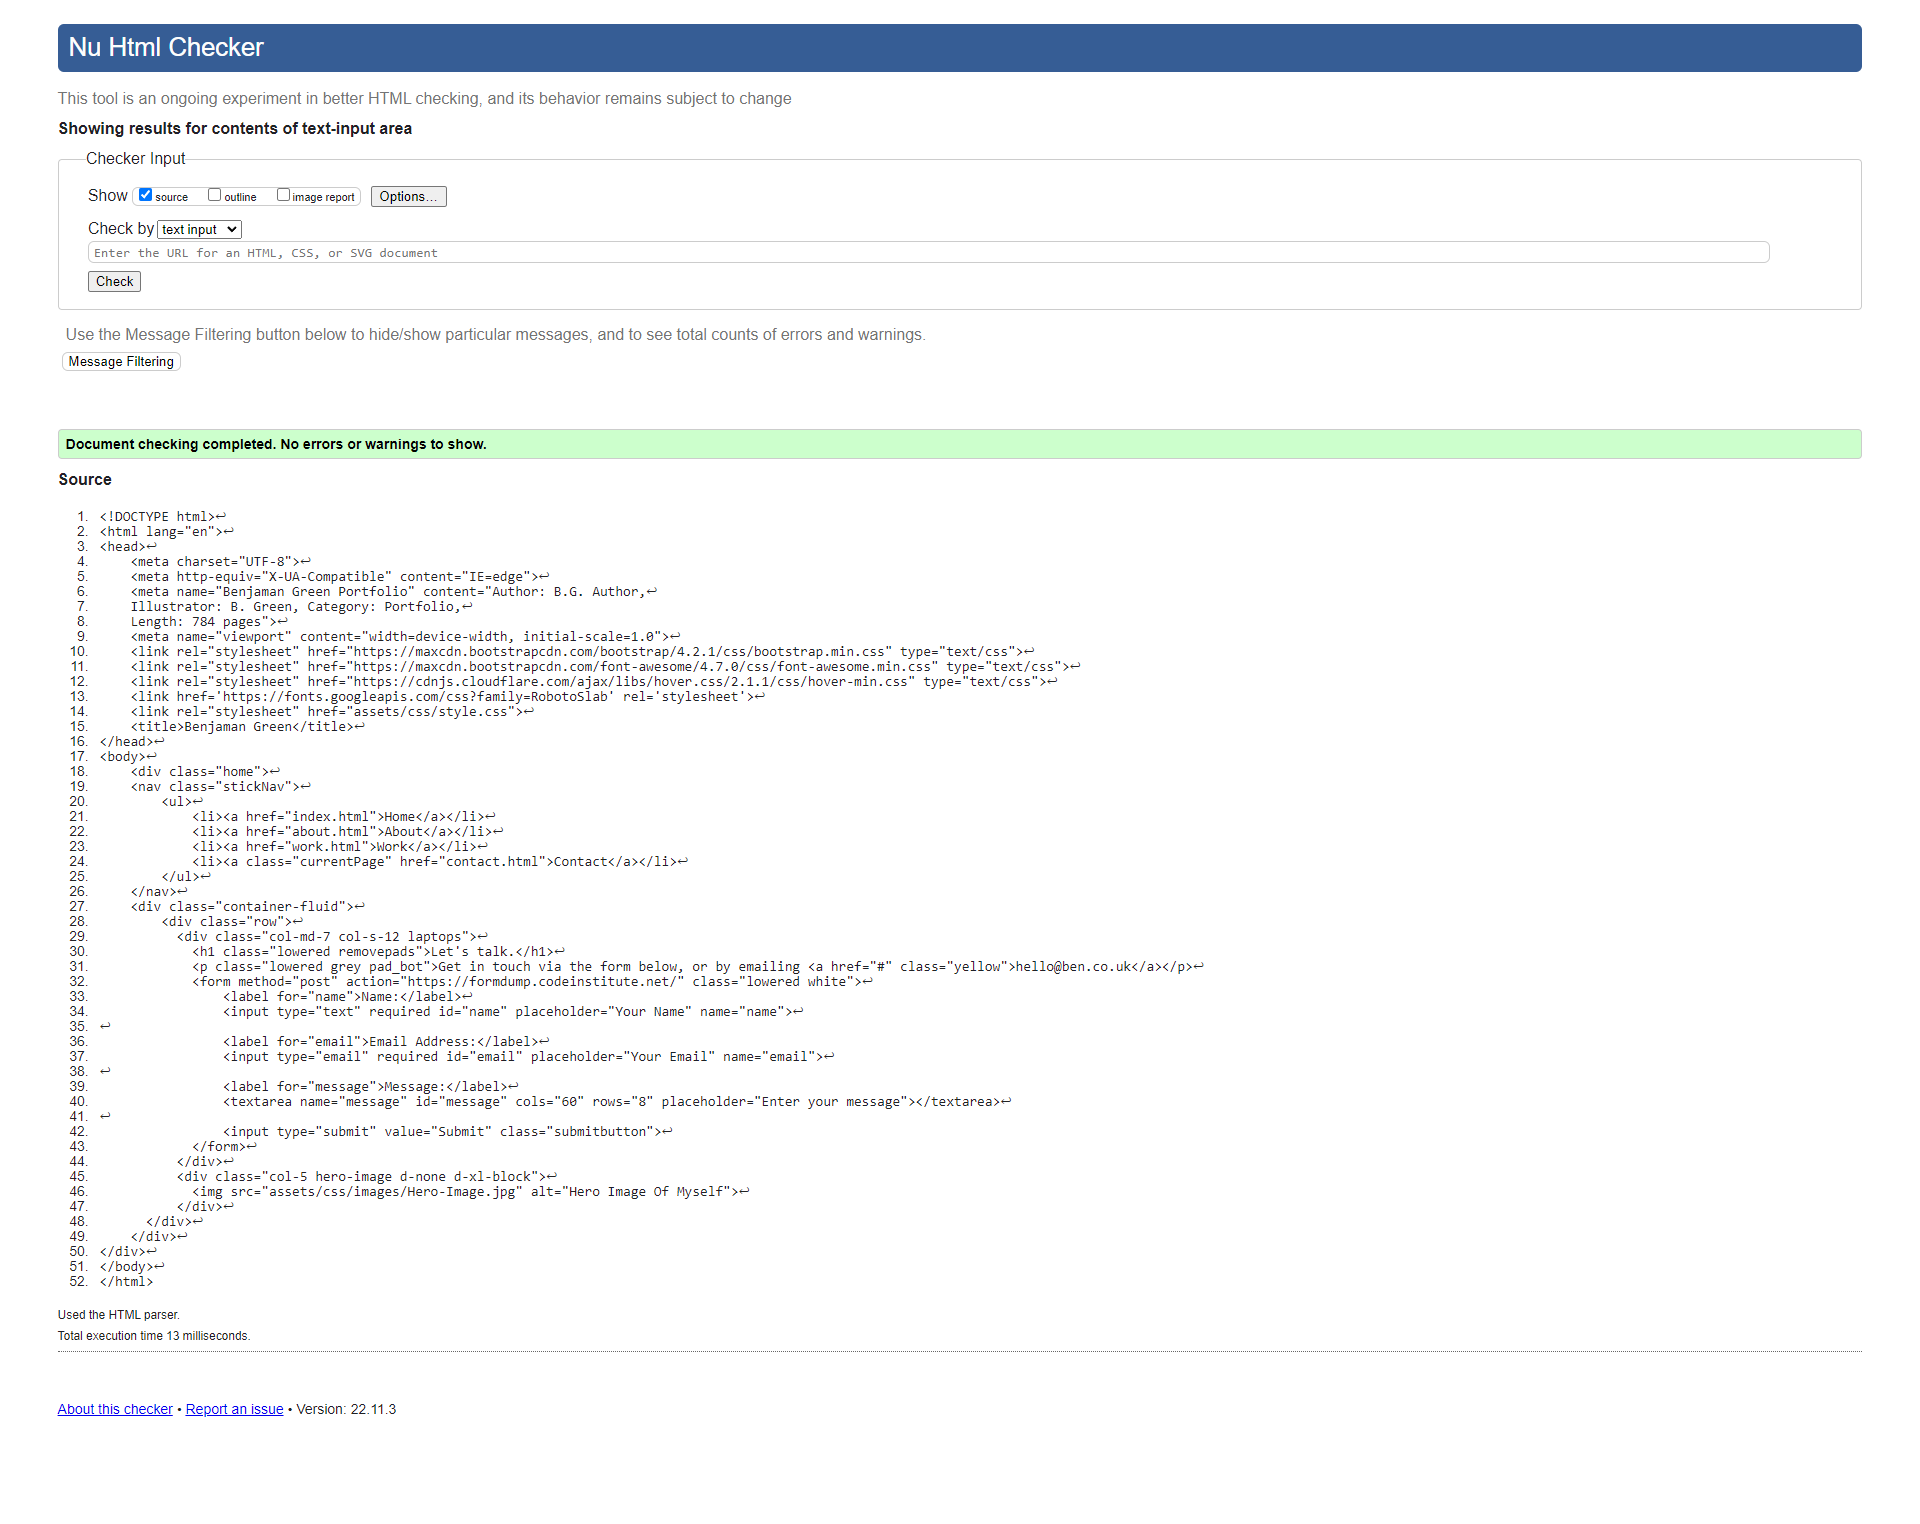 Nu Html Checker
This tool is an ongoing experiment in better HTML checking, and its behavior remains subject to change
Showing results for contents of text-input area
Checker Input
Show source outline image report Options...
Check by text input
Enter the URL for an HTML, CSS, or SVG document
Check
Use the Message Filtering button below to hide/show particular messages, and to see total counts of errors and warnings.
Message Filtering
Document checking completed. No errors or warnings to show.
Source
1. <!DOCTYPE html>↩
2. <html lang="en">↩
3. <head>↩
4.     <meta charset="UTF-8">↩
5.     <meta http-equiv="X-UA-Compatible" content="IE=edge">↩
6.     <meta name="Benjaman Green Portfolio" content="Author: B.G. Author,↩
7.     Illustrator: B. Green, Category: Portfolio,↩
8.     Length: 784 pages">↩
9.     <meta name="viewport" content="width=device-width, initial-scale=1.0">↩
10.     <link rel="stylesheet" href="https://maxcdn.bootstrapcdn.com/bootstrap/4.2.1/css/bootstrap.min.css" type="text/css">↩
11.     <link rel="stylesheet" href="https://maxcdn.bootstrapcdn.com/font-awesome/4.7.0/css/font-awesome.min.css" type="text/css">↩
12.     <link rel="stylesheet" href="https://cdnjs.cloudflare.com/ajax/libs/hover.css/2.1.1/css/hover-min.css" type="text/css">↩
13.     <link href='https://fonts.googleapis.com/css?family=RobotoSlab' rel='stylesheet'>↩
14.     <link rel="stylesheet" href="assets/css/style.css">↩
15.     <title>Benjaman Green</title>↩
16. </head>↩
17. <body>↩
18.     <div class="home">↩
19.     <nav class="stickNav">↩
20.         <ul>↩
21.             <li><a href="index.html">Home</a></li>↩
22.             <li><a href="about.html">About</a></li>↩
23.             <li><a href="work.html">Work</a></li>↩
24.             <li><a class="currentPage" href="contact.html">Contact</a></li>↩
25.         </ul>↩
26.     </nav>↩
27.     <div class="container-fluid">↩
28.         <div class="row">↩
29.           <div class="col-md-7 col-s-12 laptops">↩
30.             <h1 class="lowered removepads">Let's talk.</h1>↩
31.             <p class="lowered grey pad_bot">Get in touch via the form below, or by emailing <a href="#" class="yellow">hello@ben.co.uk</a></p>↩
32.             <form method="post" action="https://formdump.codeinstitute.net/" class="lowered white">↩
33.                 <label for="name">Name:</label>↩
34.                 <input type="text" required id="name" placeholder="Your Name" name="name">↩
35. ↩
36.                 <label for="email">Email Address:</label>↩
37.                 <input type="email" required id="email" placeholder="Your Email" name="email">↩
38. ↩
39.                 <label for="message">Message:</label>↩
40.                 <textarea name="message" id="message" cols="60" rows="8" placeholder="Enter your message"></textarea>↩
41. ↩
42.                 <input type="submit" value="Submit" class="submitbutton">↩
43.             </form>↩
44.           </div>↩
45.           <div class="col-5 hero-image d-none d-xl-block">↩
46.             <img src="assets/css/images/Hero-Image.jpg" alt="Hero Image Of Myself">↩
47.           </div>↩
48.       </div>↩
49.     </div>↩
50. </div>↩
51. </body>↩
52. </html>
Used the HTML parser.
Total execution time 13 milliseconds.
About this checker • Report an issue • Version: 22.11.3